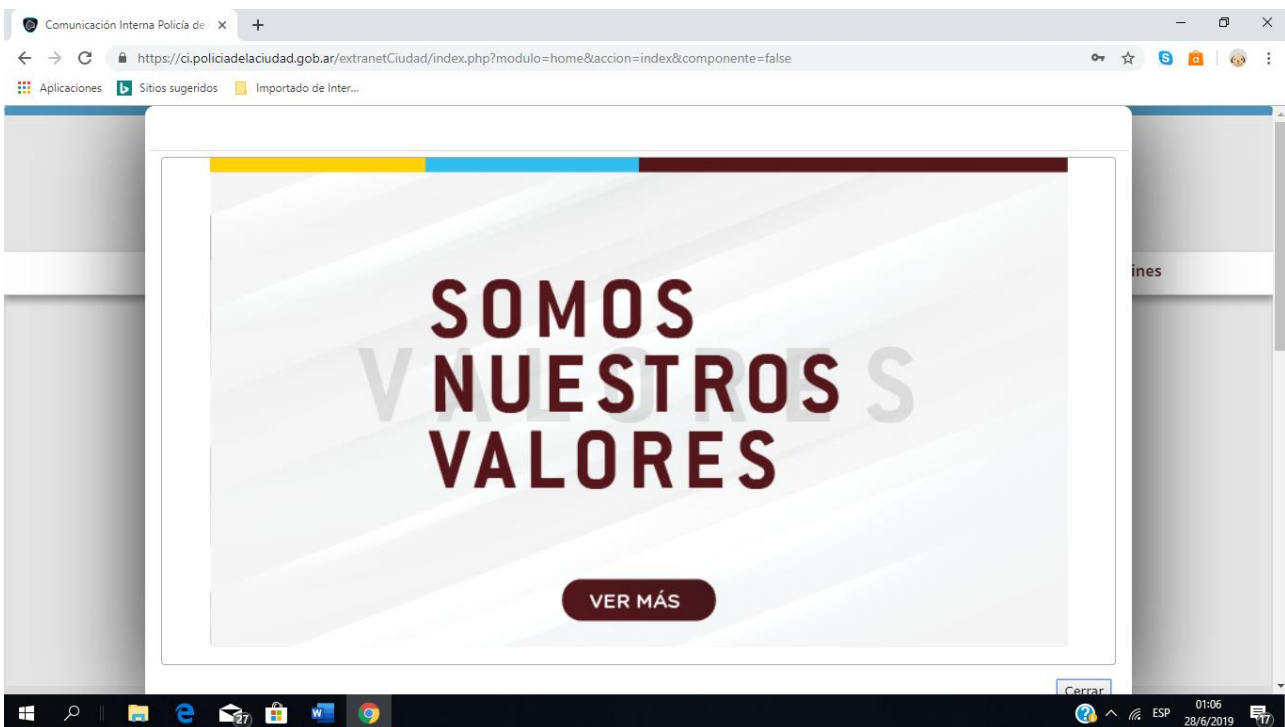 Comunicación Interna Policía de
https://ci.policiadelaciudad.gob.ar/extranetCiudad/index.php?modulo=home&accion=index&componente=false
Aplicaciones Sitios sugeridos Importado de Inter...
ines
SOMOS
VALORES
NUESTROS
VALORES
VER MÁS
Cerrar
27 ESP 01:06
28/6/2019 17